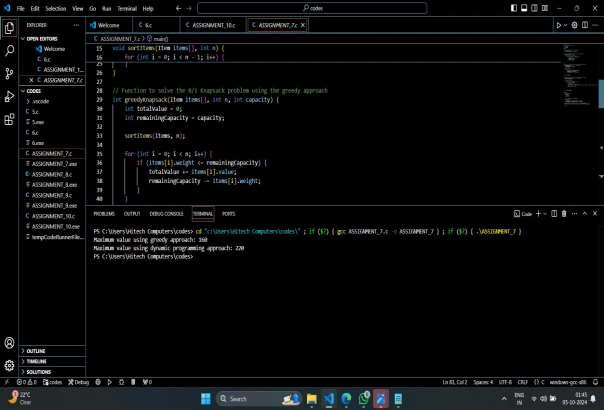 File Edit Selection View Go Run Terminal Help
codes
EXPLORER
OPEN EDITORS
Welcome
6.c
ASSIGNMENT_1...
ASSIGNMENT_7.c
CODES
.vscode
5.c
5.exe
6.c
6.exe
ASSIGNMENT_7.c
ASSIGNMENT_7.exe
ASSIGNMENT_8.c
ASSIGNMENT_8.exe
ASSIGNMENT_9.c
ASSIGNMENT_9.exe
ASSIGNMENT_10.c
ASSIGNMENT_10.exe
tempCodeRunnerFile...
OUTLINE
TIMELINE
SOLUTIONS
Welcome 6.c ASSIGNMENT_10.c ASSIGNMENT_7.c
ASSIGNMENT_7.c > main()
15 void sortItems(Item items[], int n) {
16 for (int i = 0; i < n - 1; i++) {
25 }
26 }
27
28 // Function to solve the 0/1 Knapsack problem using the greedy approach
29 int greedyKnapsack(Item items[], int n, int capacity) {
30 int totalValue = 0;
31 int remainingCapacity = capacity;
32
33 sortItems(items, n);
34
35 for (int i = 0; i < n; i++) {
36 if (items[i].weight <= remainingCapacity) {
37 totalValue += items[i].value;
38 remainingCapacity -= items[i].weight;
39 }
40 }
PROBLEMS OUTPUT DEBUG CONSOLE TERMINAL PORTS
Code
PS C:\Users\Hitech Computers\codes> cd "c:\Users\Hitech Computers\codes\" ; if ($?) { gcc ASSIGNMENT_7.c -o ASSIGNMENT_7 } ; if ($?) { .\ASSIGNMENT_7 }
Maximum value using greedy approach: 160
Maximum value using dynamic programming approach: 220
PS C:\Users\Hitech Computers\codes>
0 0 codes Debug 0 Ln 83, Col 2 Spaces: 4 UTF-8 CRLF C windows-gcc-x86
22°C
Clear
Search
ENG
IN
01:45
03-10-2024